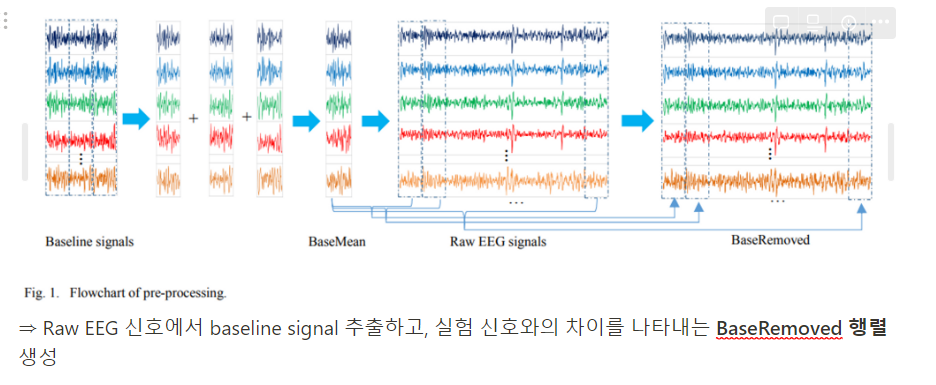 + +
Baseline signals BaseMean Raw EEG signals BaseRemoved
Fig. 1. Flowchart of pre-processing.
⇒ Raw EEG 신호에서 baseline signal 추출하고, 실험 신호와의 차이를 나타내는 BaseRemoved 행렬
생성